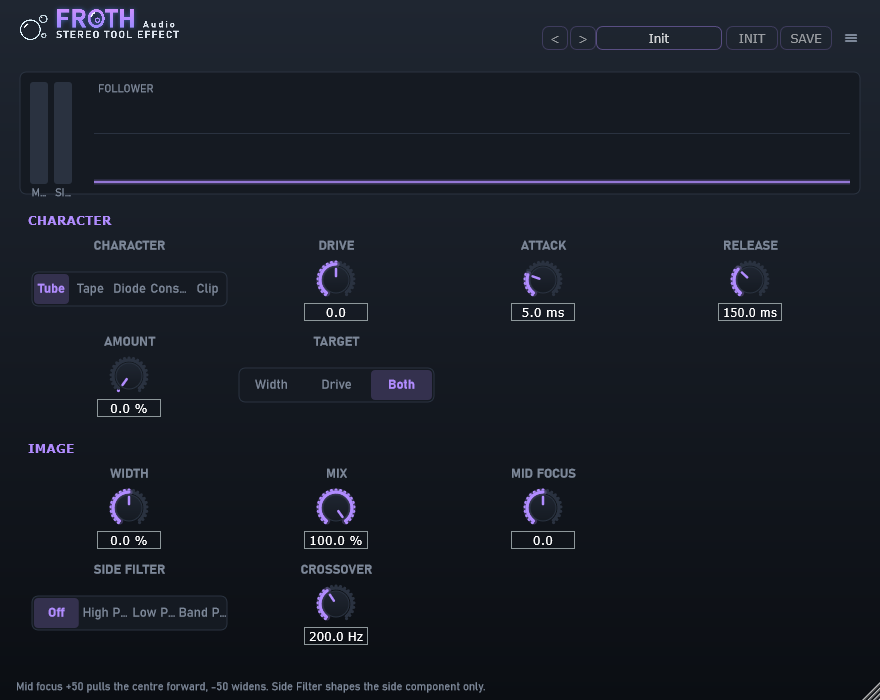 FROTH Audio
STEREO TOOL EFFECT
< > Init INIT SAVE
FOLLOWER
M... SI...
CHARACTER
CHARACTER DRIVE ATTACK RELEASE
Tube Tape Diode Cons... Clip
0.0 5.0 ms 150.0 ms
AMOUNT TARGET
Width Drive Both
0.0 %
IMAGE
WIDTH MIX MID FOCUS
0.0 % 100.0 % 0.0
SIDE FILTER CROSSOVER
Off High P... Low P... Band P...
200.0 Hz
Mid focus +50 pulls the centre forward, -50 widens. Side Filter shapes the side component only.